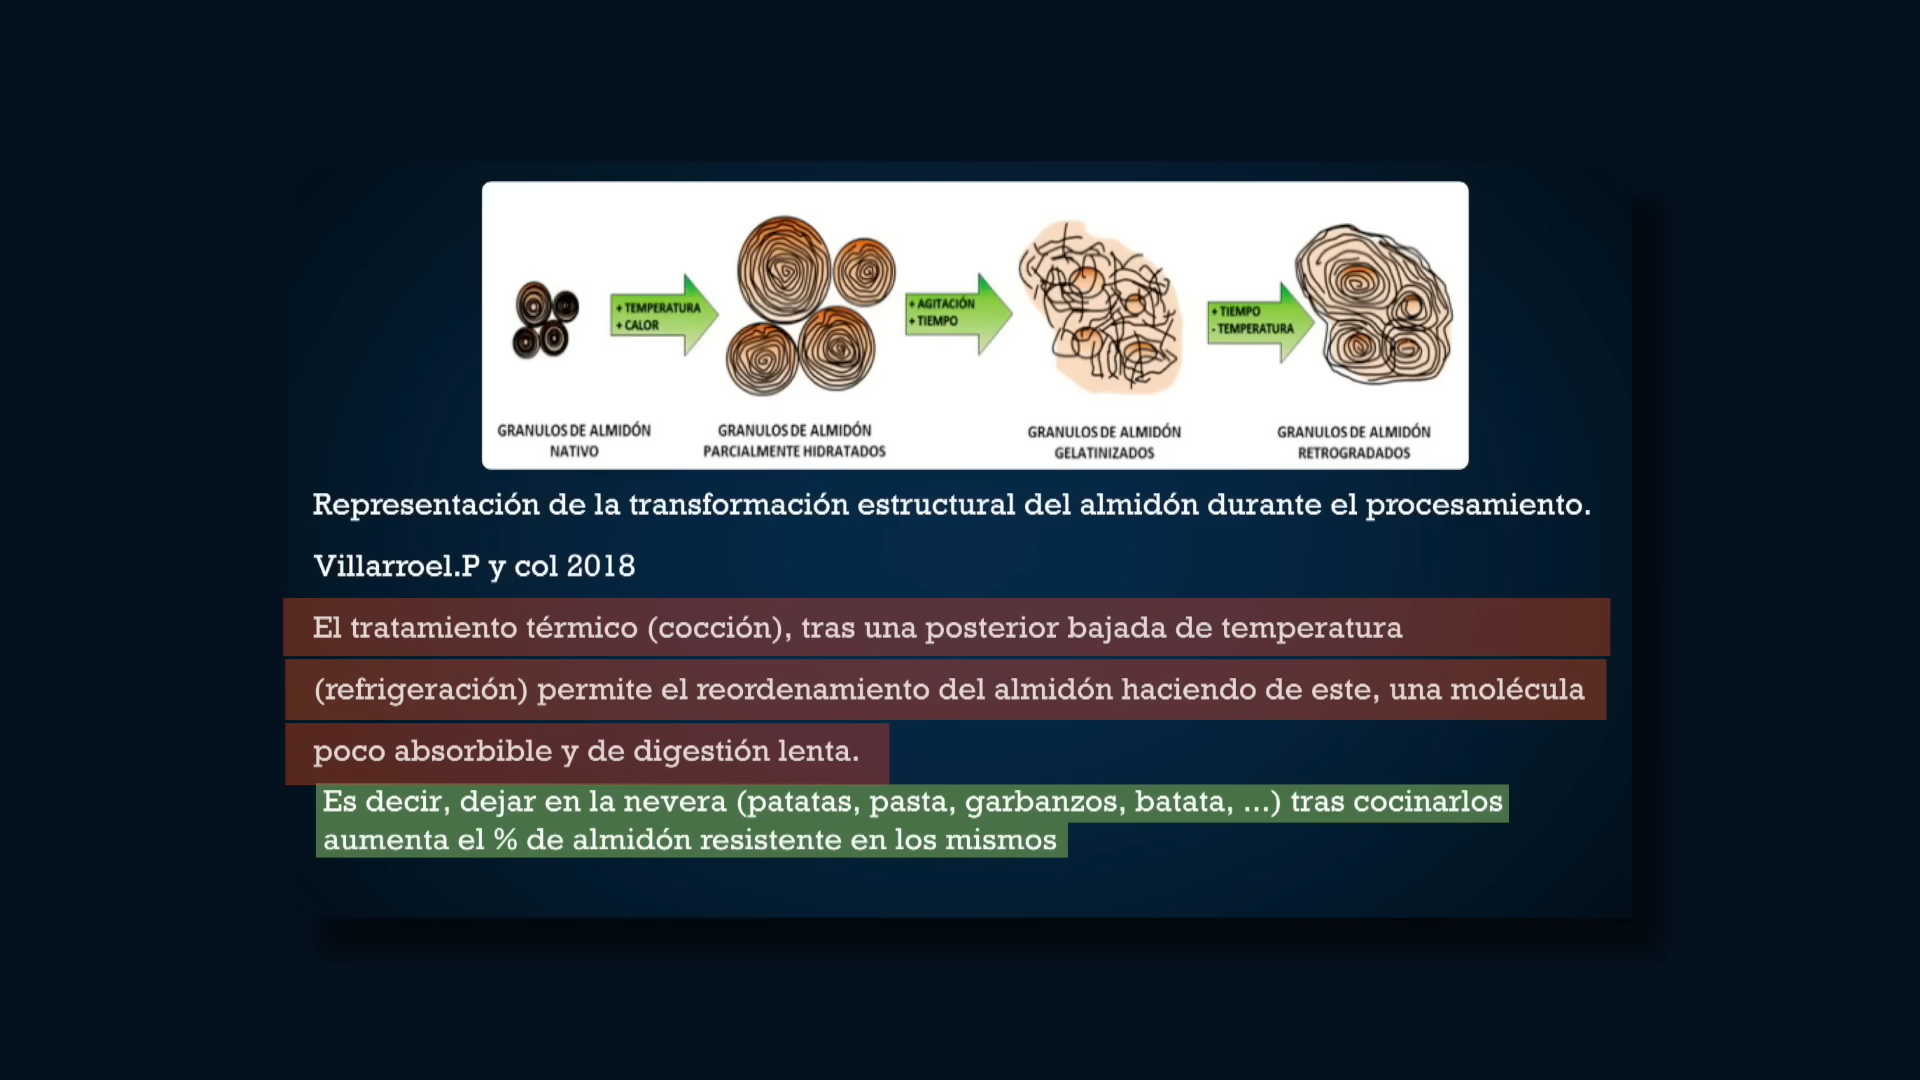 + TEMPERATURA
+ CALOR
+ AGITACIÓN
+ TIEMPO
+ TIEMPO
- TEMPERATURA
GRANULOS DE ALMIDÓN
NATIVO
GRANULOS DE ALMIDÓN
PARCIALMENTE HIDRATADOS
GRANULOS DE ALMIDÓN
GELATINIZADOS
GRANULOS DE ALMIDÓN
RETROGRADADOS
Representación de la transformación estructural del almidón durante el procesamiento.
Villarroel.P y col 2018
El tratamiento térmico (cocción), tras una posterior bajada de temperatura
(refrigeración) permite el reordenamiento del almidón haciendo de este, una molécula
poco absorbible y de digestión lenta.
Es decir, dejar en la nevera (patatas, pasta, garbanzos, batata, ...) tras cocinarlos
aumenta el % de almidón resistente en los mismos